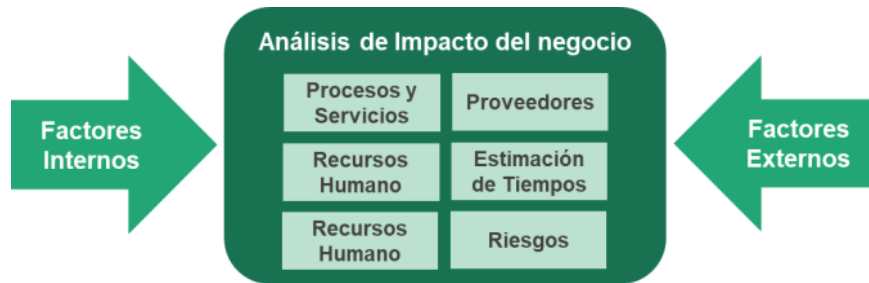 Análisis de Impacto del negocio
Factores
Internos
Procesos y
Servicios
Proveedores
Recursos
Humano
Estimación
de Tiempos
Recursos
Humano
Riesgos
Factores
Externos